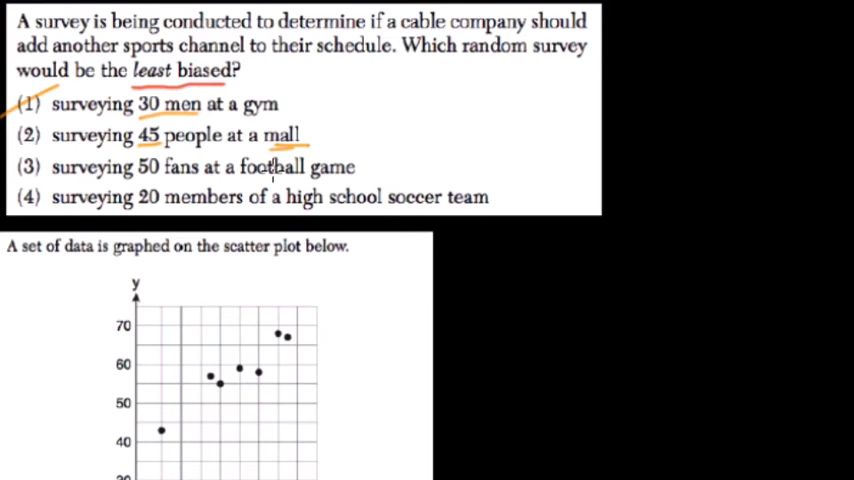 A survey is being conducted to determine if a cable company should
add another sports channel to their schedule. Which random survey
would be the least biased?
(1) surveying 30 men at a gym
(2) surveying 45 people at a mall
(3) surveying 50 fans at a football game
(4) surveying 20 members of a high school soccer team
A set of data is graphed on the scatter plot below.
y
70
60
50
40